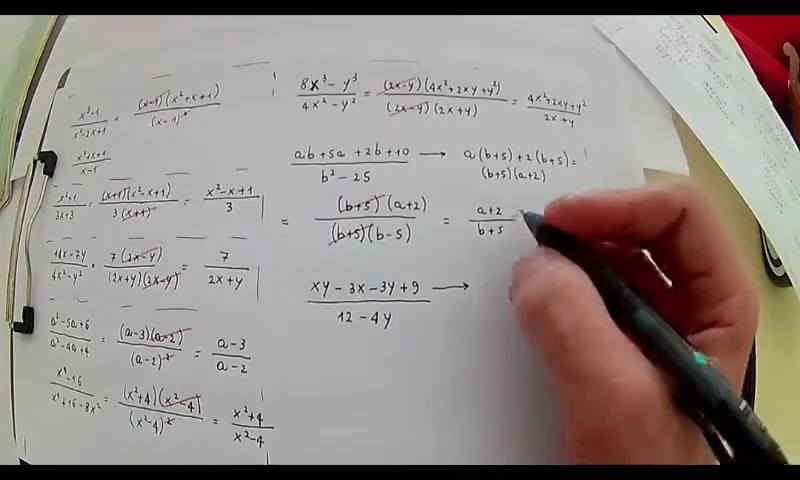 x³-1 / x²-2x+1 = (x-1)(x²+x+1) / (x-1)²
x²+x+1 / x-1
x³+1 / 3x+3 = (x+1)(x²-x+1) / 3(x+1) = x²-x+1 / 3
14x-7y / 4x²-y² = 7(2x-y) / (2x+y)(2x-y) = 7 / 2x+y
a²-5a+6 / a²-4a+4 = (a-3)(a-2) / (a-2)² = a-3 / a-2
x⁴-16 / x⁴+16-8x² = (x²+4)(x²-4) / (x²-4)² = x²+4 / x²-4
8x³-y³ / 4x²-y² = (2x-y)(4x²+2xy+y²) / (2x-y)(2x+y) = 4x²+2xy+y² / 2x+y
ab+5a+2b+10 / b²-25 → a(b+5)+2(b+5)=
(b+5)(a+2)
= (b+5)(a+2) / (b+5)(b-5) = a+2 / b+5
xy-3x-3y+9 / 12-4y →